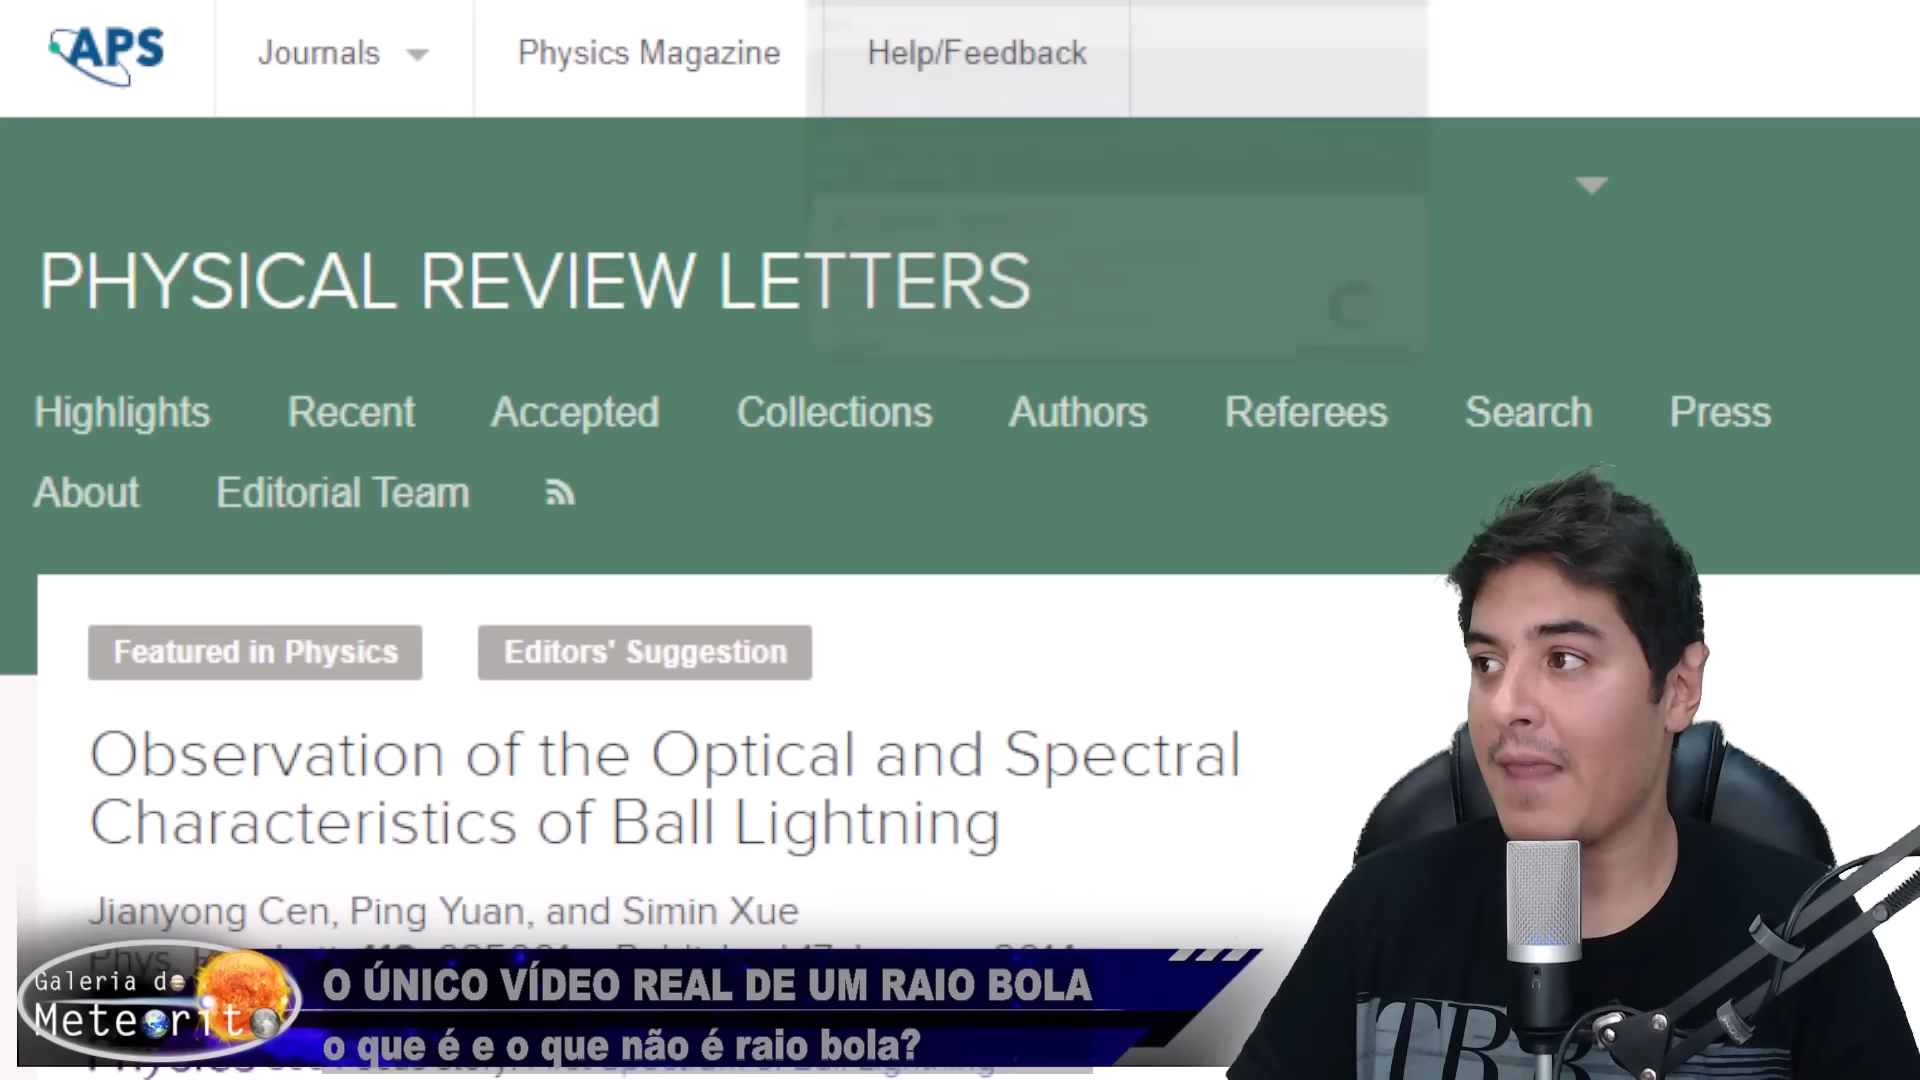 APS
Journals
Physics Magazine
Help/Feedback
PHYSICAL REVIEW LETTERS
Highlights Recent Accepted Collections Authors Referees Search Press
About Editorial Team
Featured in Physics Editors' Suggestion
Observation of the Optical and Spectral
Characteristics of Ball Lightning
Jianyong Cen, Ping Yuan, and Simin Xue
Galeria do
Meteorito
O ÚNICO VÍDEO REAL DE UM RAIO BOLA
o que é e o que não é raio bola?